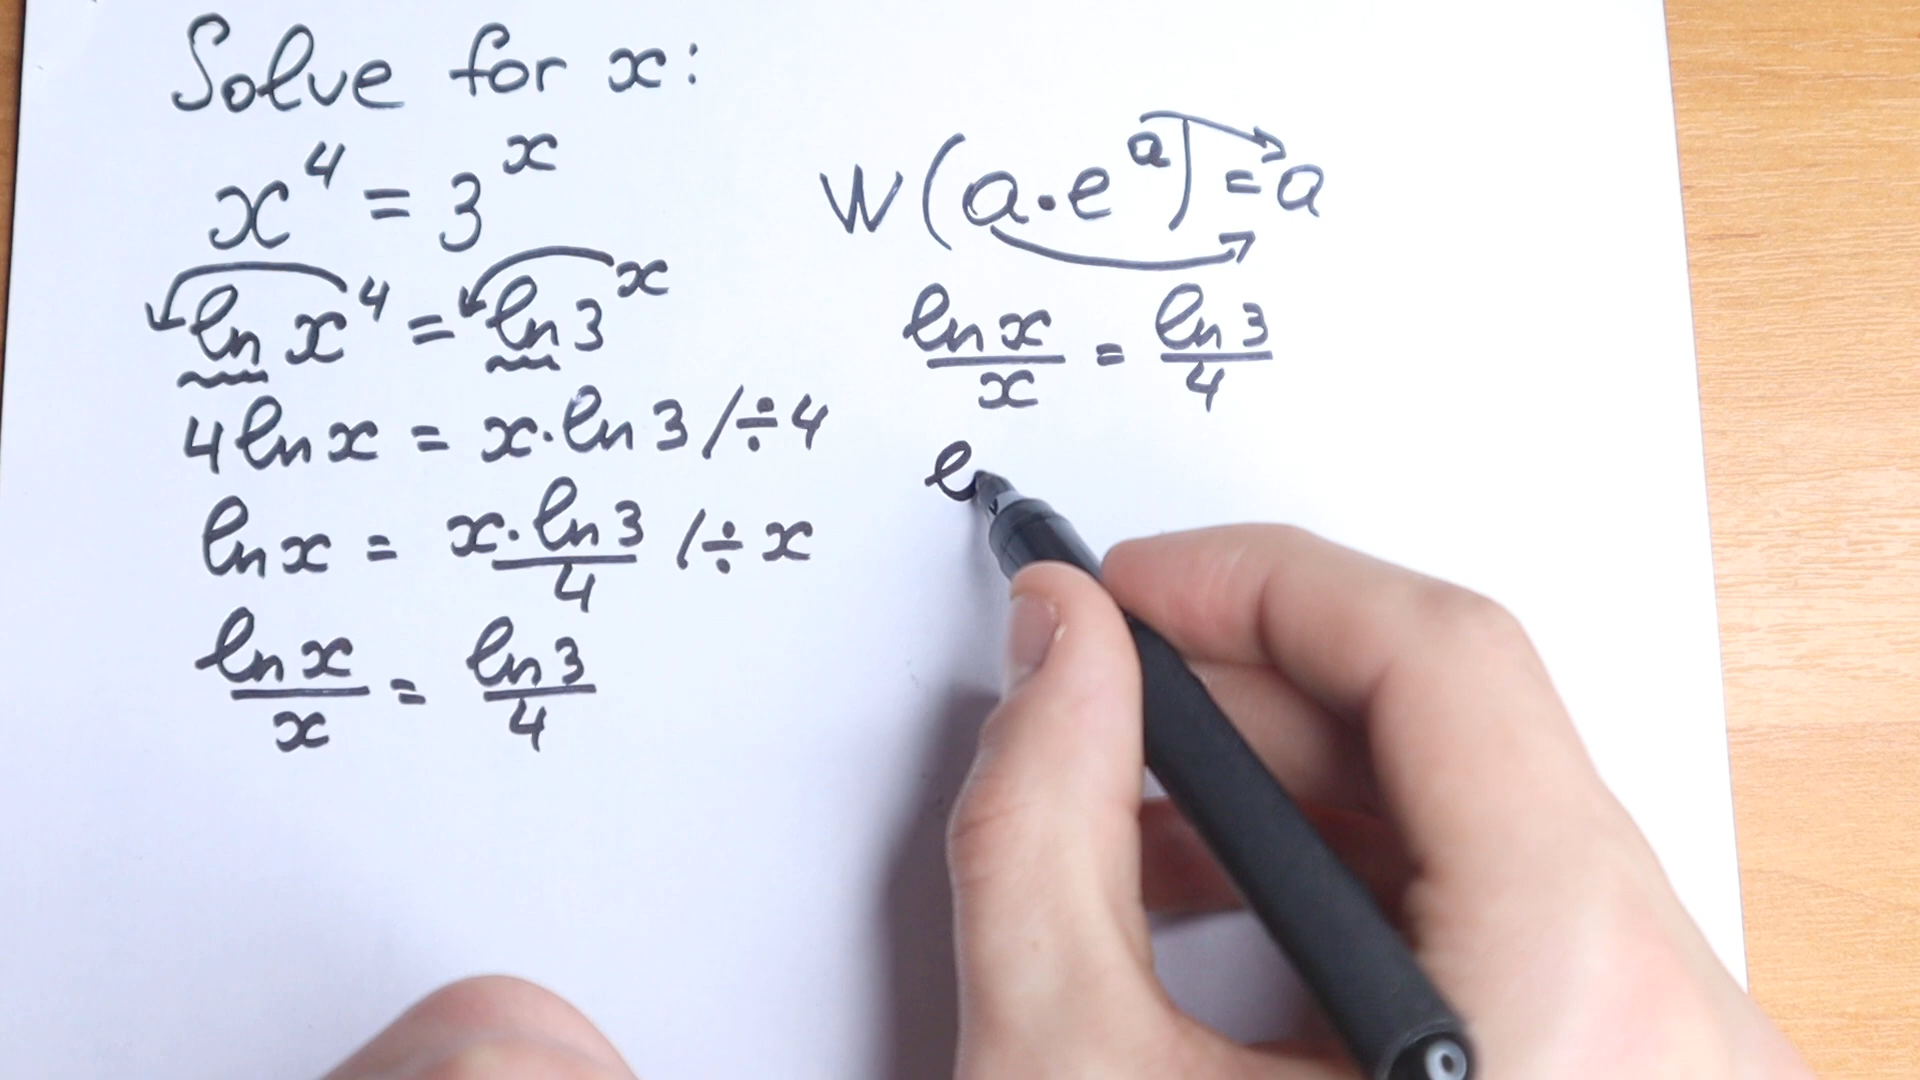 Solve for x:
x⁴ = 3ˣ
ln x⁴ = ln 3ˣ
4 ln x = x · ln 3 / ÷ 4
ln x = x · ln 3 / 4 / ÷ x
ln x / x = ln 3 / 4
W(a · eᵃ) = a
ln x / x = ln 3 / 4
l